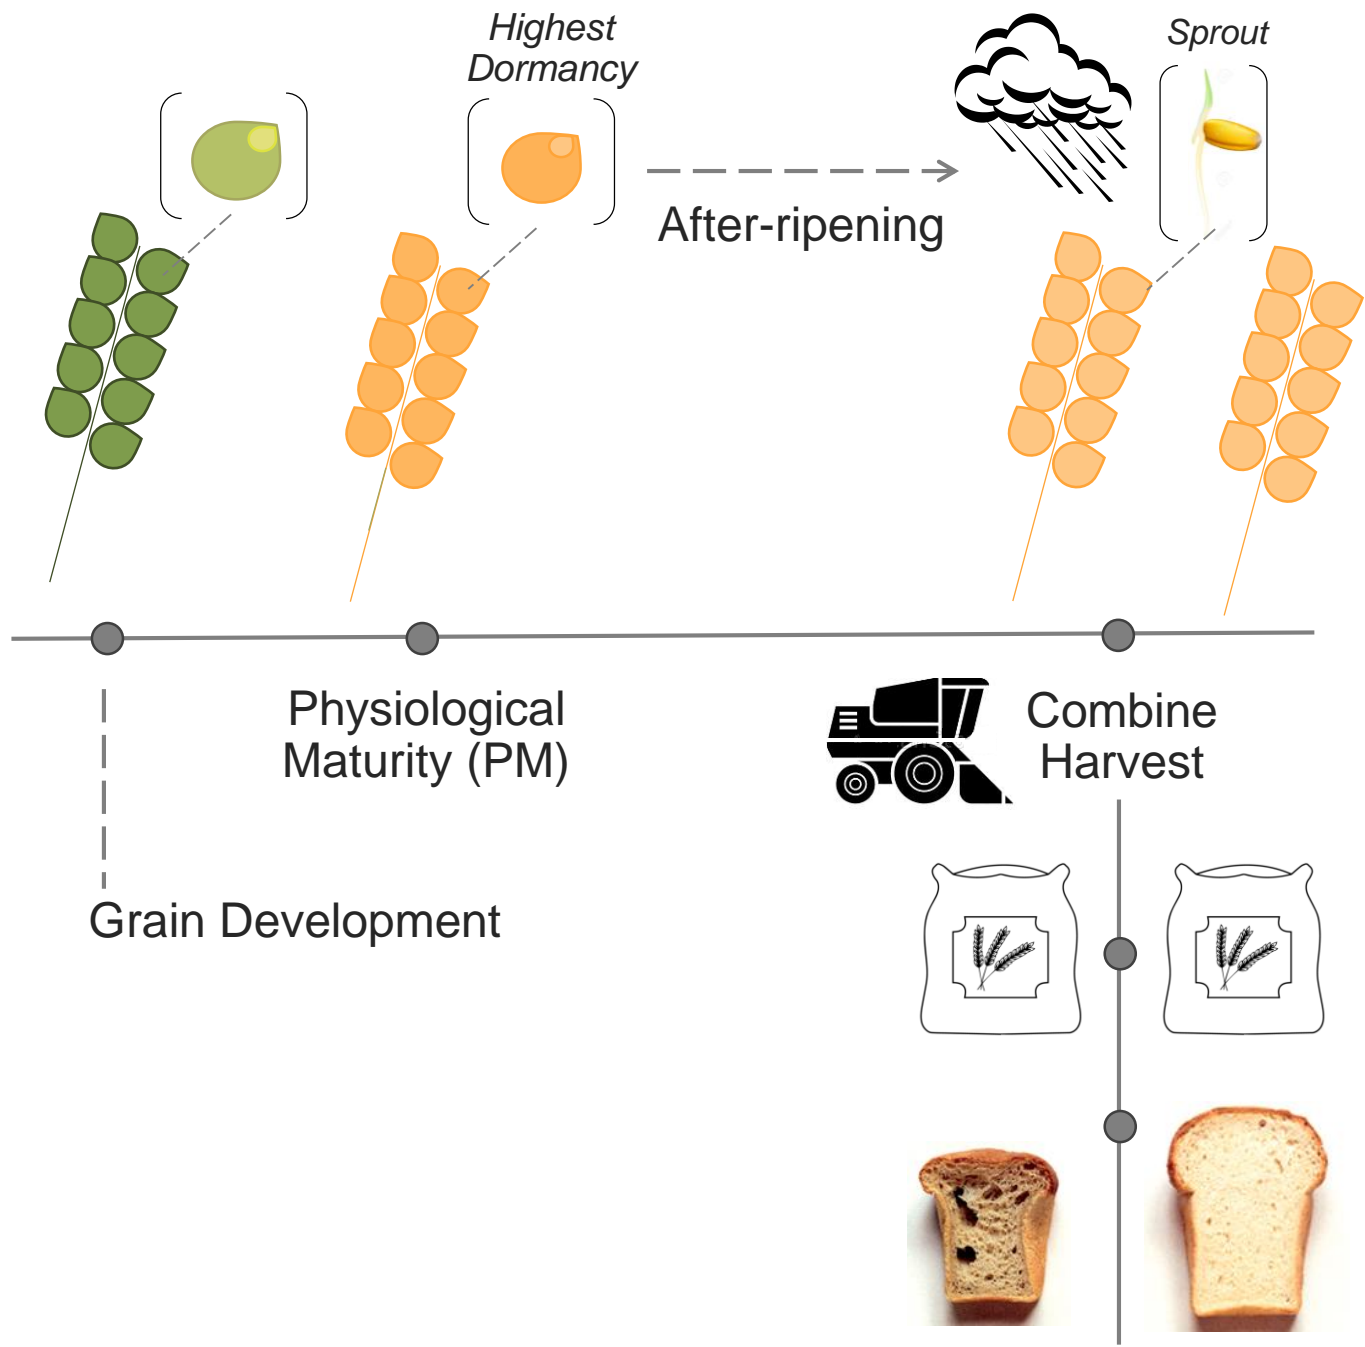 Highest
Dormancy
Sprout
After-ripening
Physiological
Maturity (PM)
Combine
Harvest
Grain Development